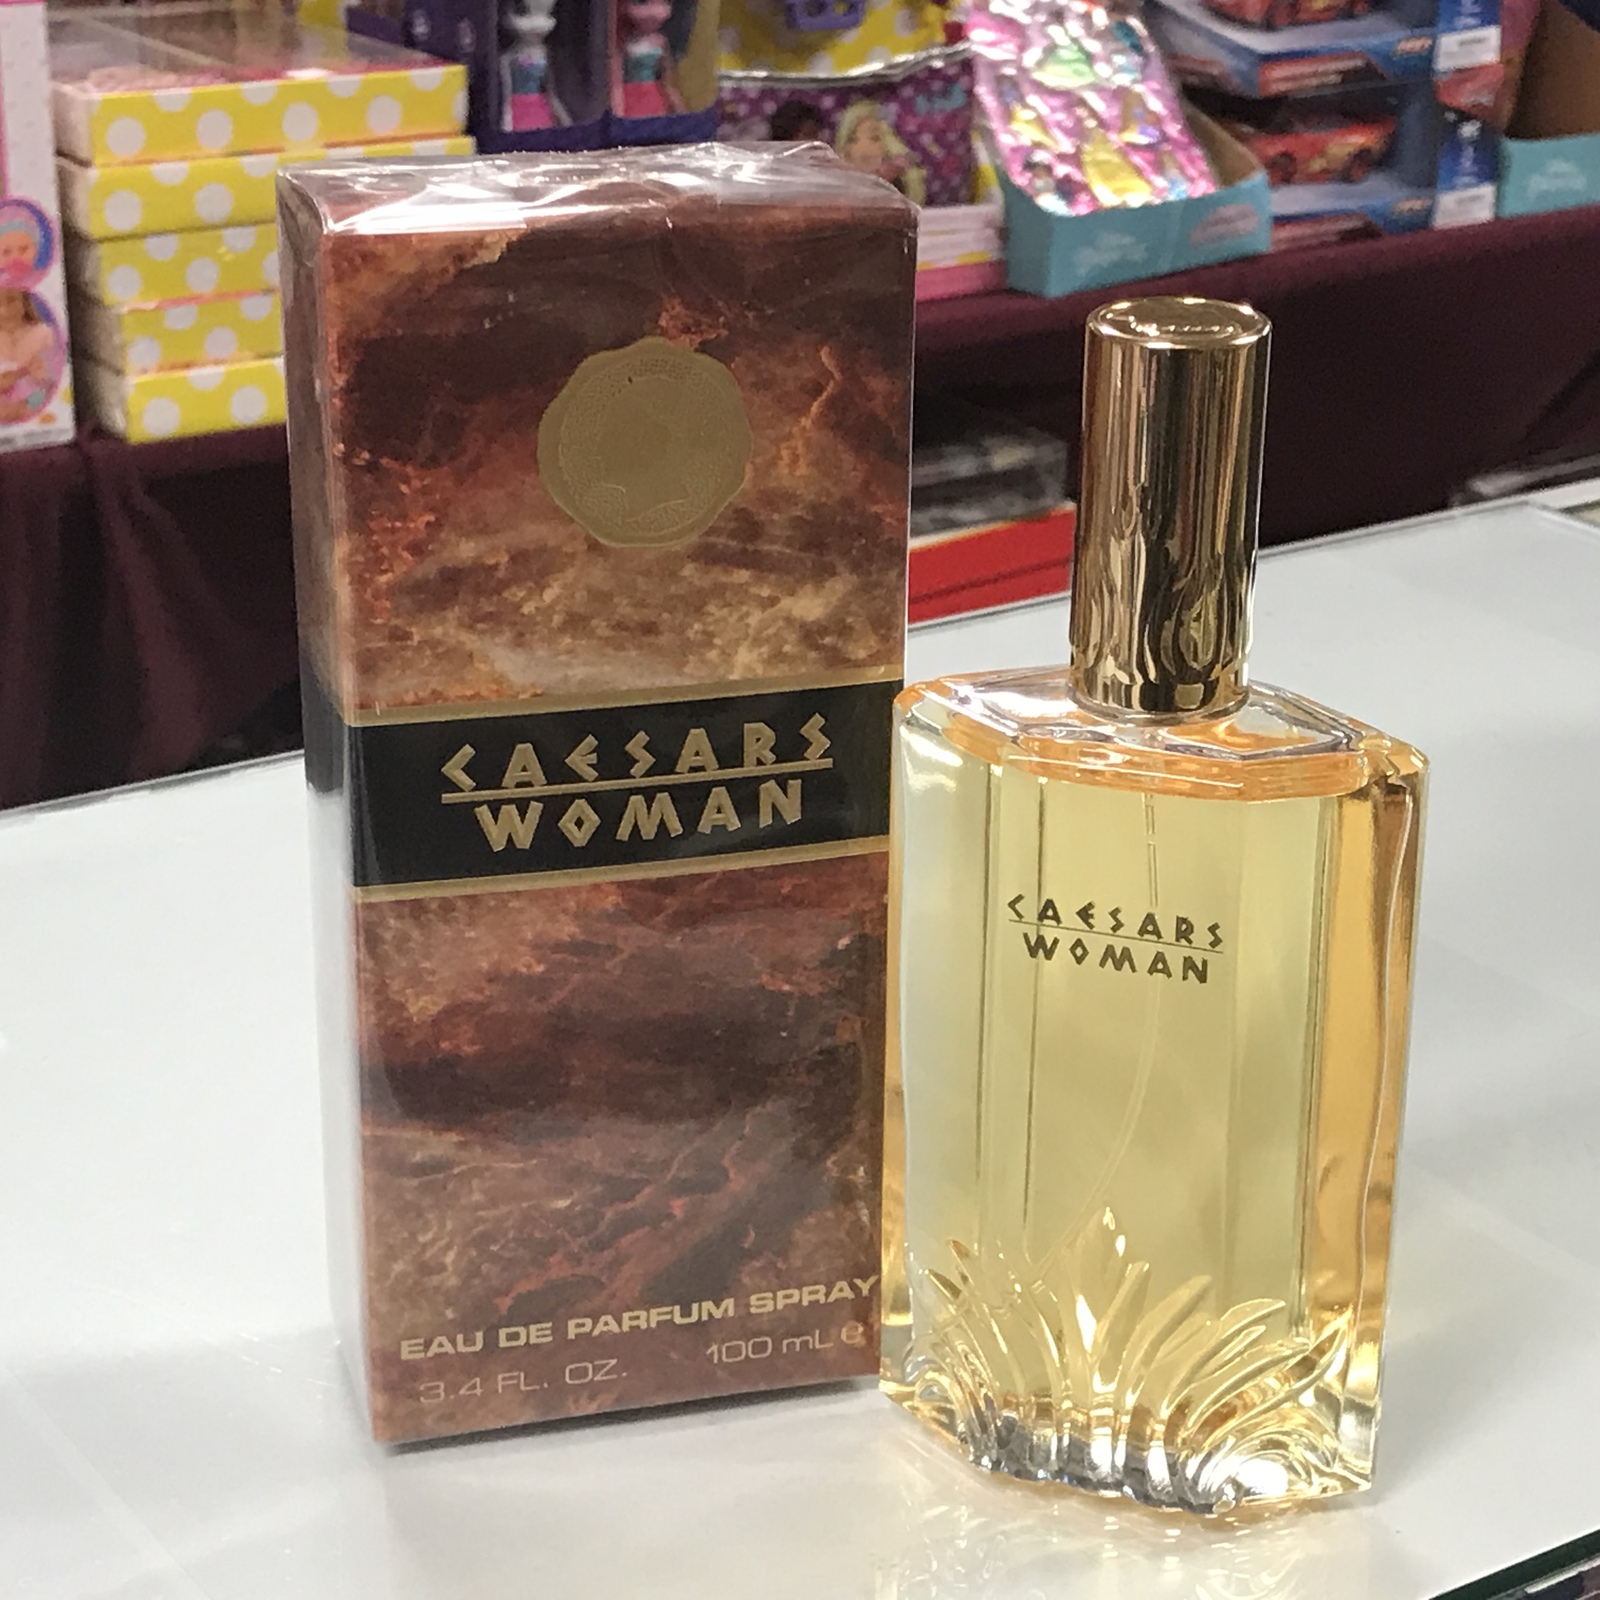 CAESARS
WOMAN
EAU DE PARFUM SPRAY
3.4 FL. OZ. 100 mL e
CAESARS
WOMAN